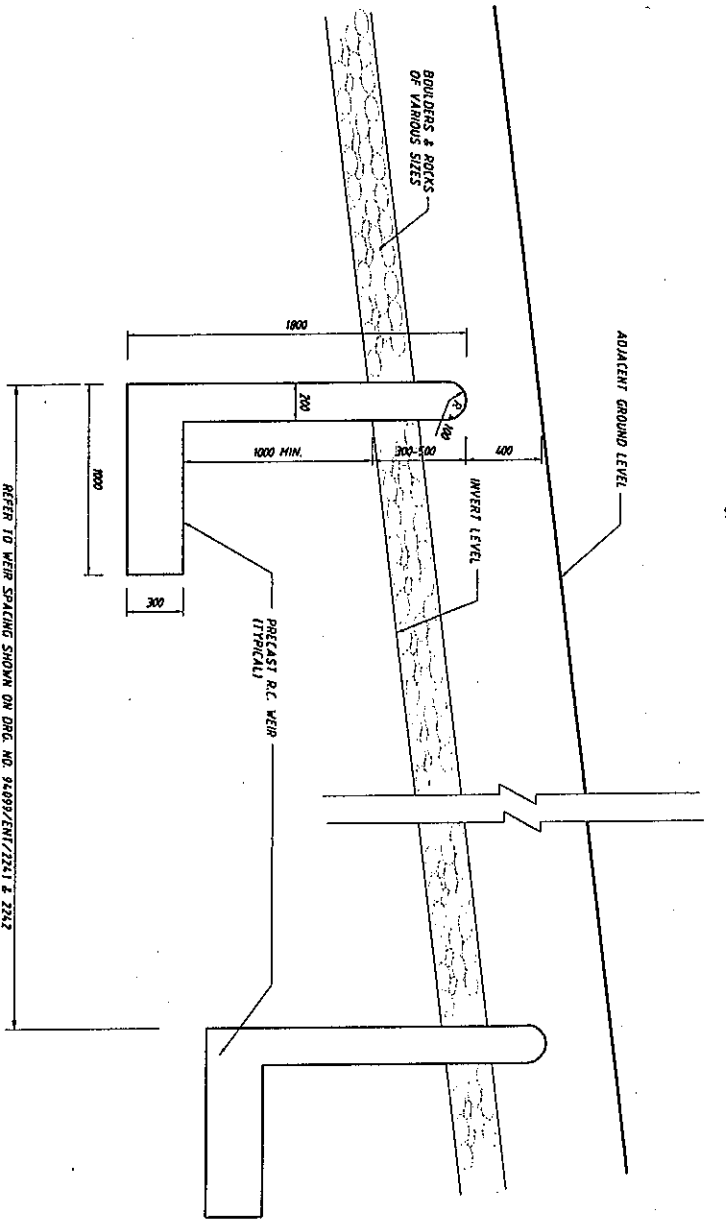 ADJACENT GROUND LEVEL
BOULDERS & ROCKS
OF VARIOUS SIZES
INVERT LEVEL
1800
200
R
100
1000 MIN.
300-500
400
1000
300
PRECAST R.C. WEIR
(TYPICAL)
REFER TO WEIR SPACING SHOWN ON DRG. NO. 94099/ENT/2241 & 2242